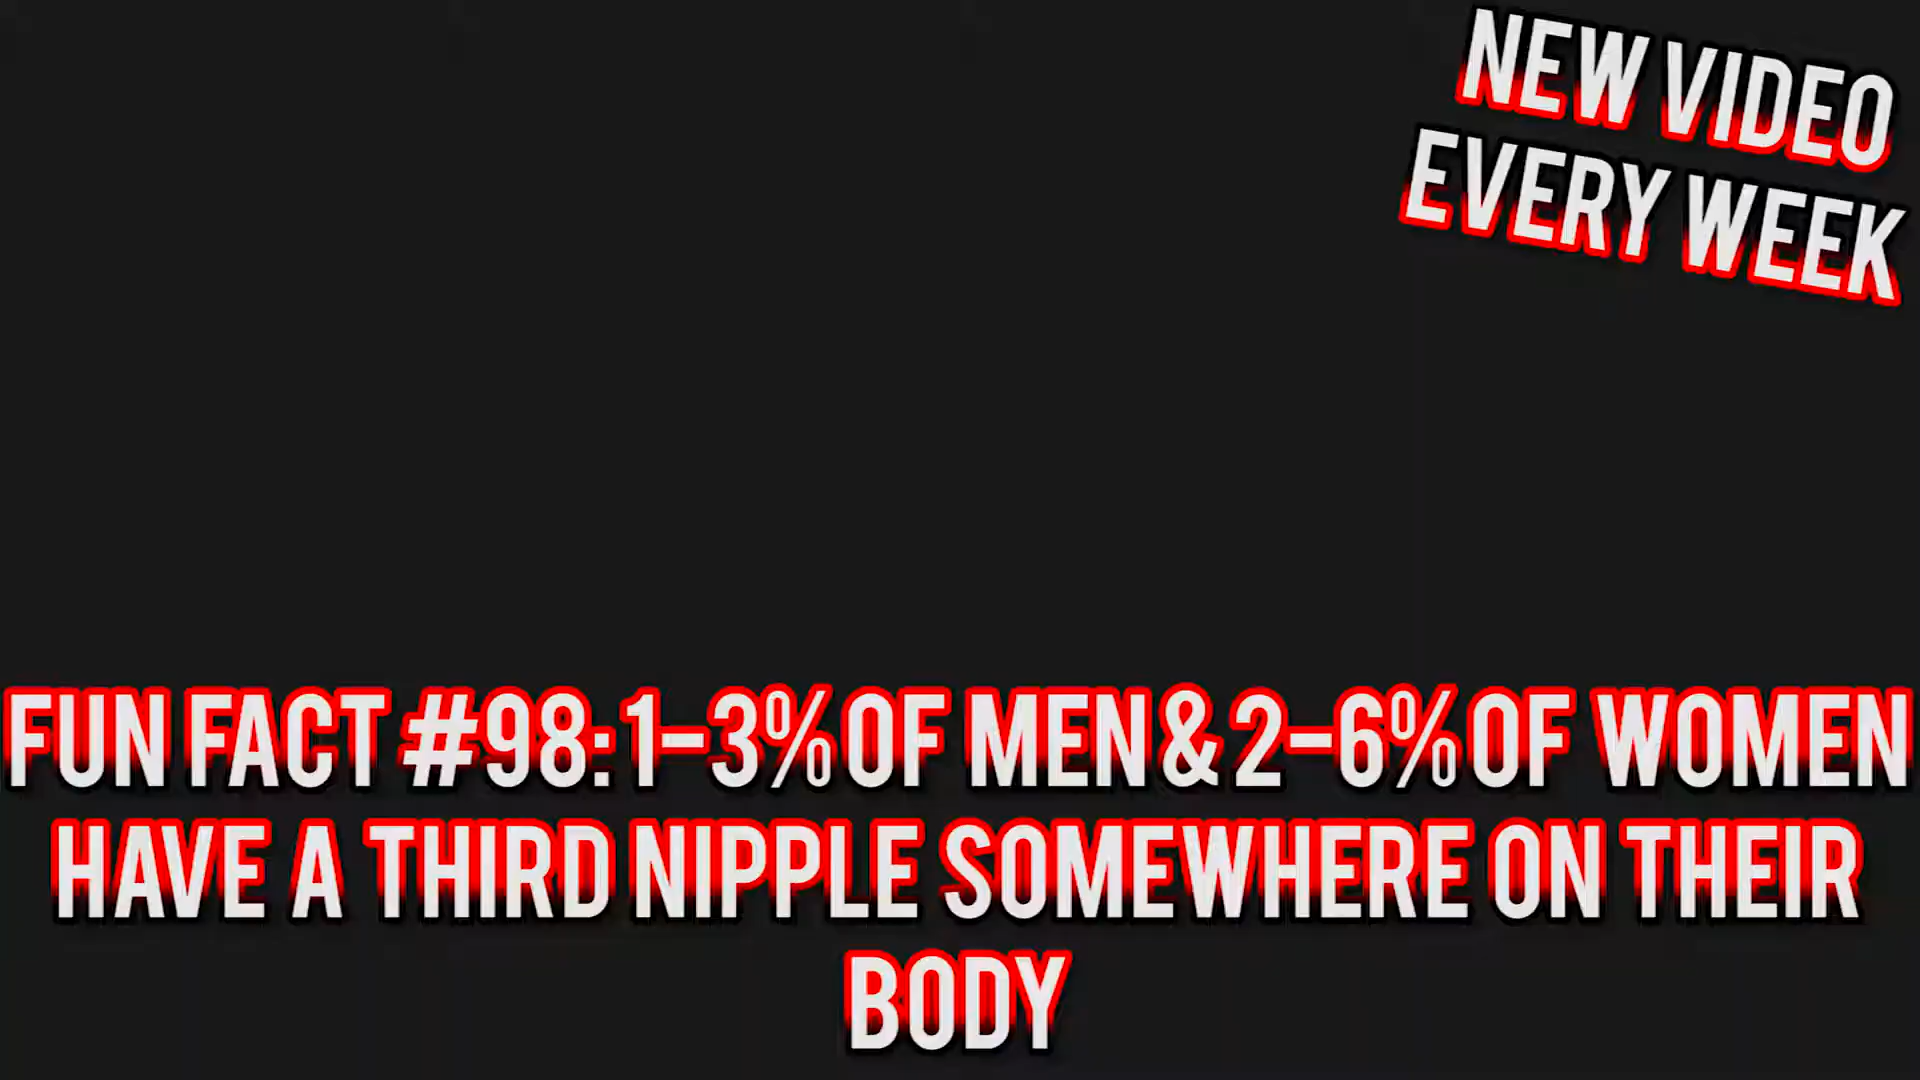 NEW VIDEO
EVERY WEEK
FUN FACT #98: 1-3% OF MEN & 2-6% OF WOMEN
HAVE A THIRD NIPPLE SOMEWHERE ON THEIR
BODY